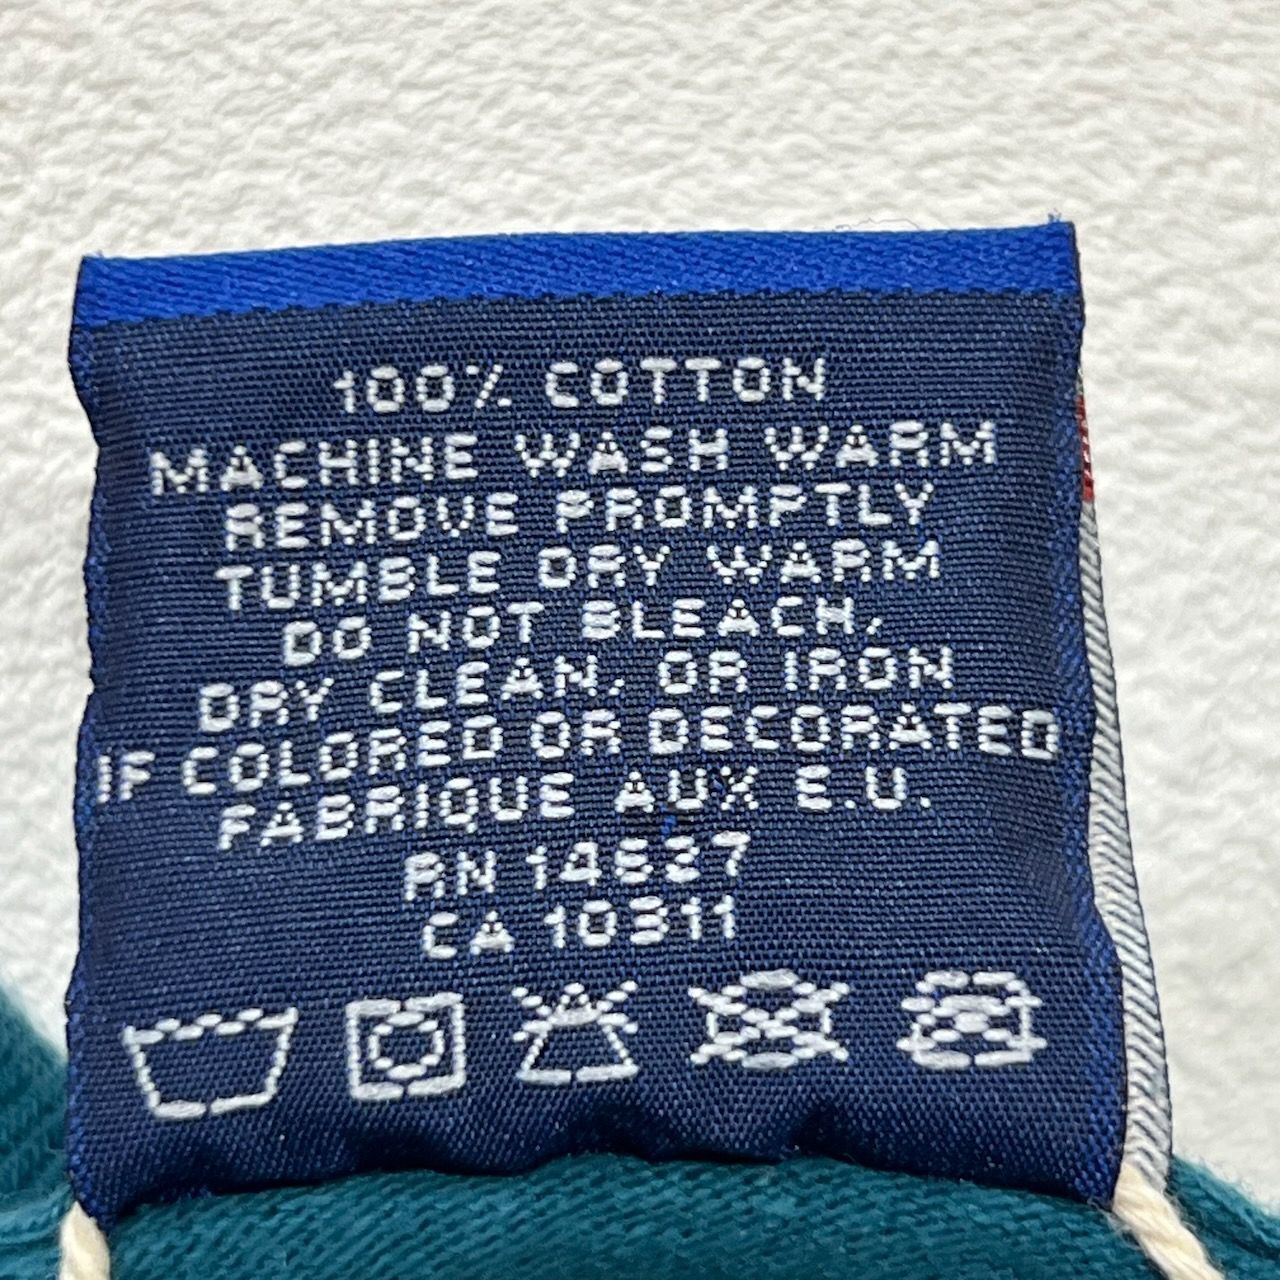 100% COTTON
MACHINE WASH WARM
REMOVE PROMPTLY
TUMBLE DRY WARM
DO NOT BLEACH,
DRY CLEAN, OR IRON
IF COLORED OR DECORATED
FABRIQUE AUX E.U.
RN 14627
CA 10311